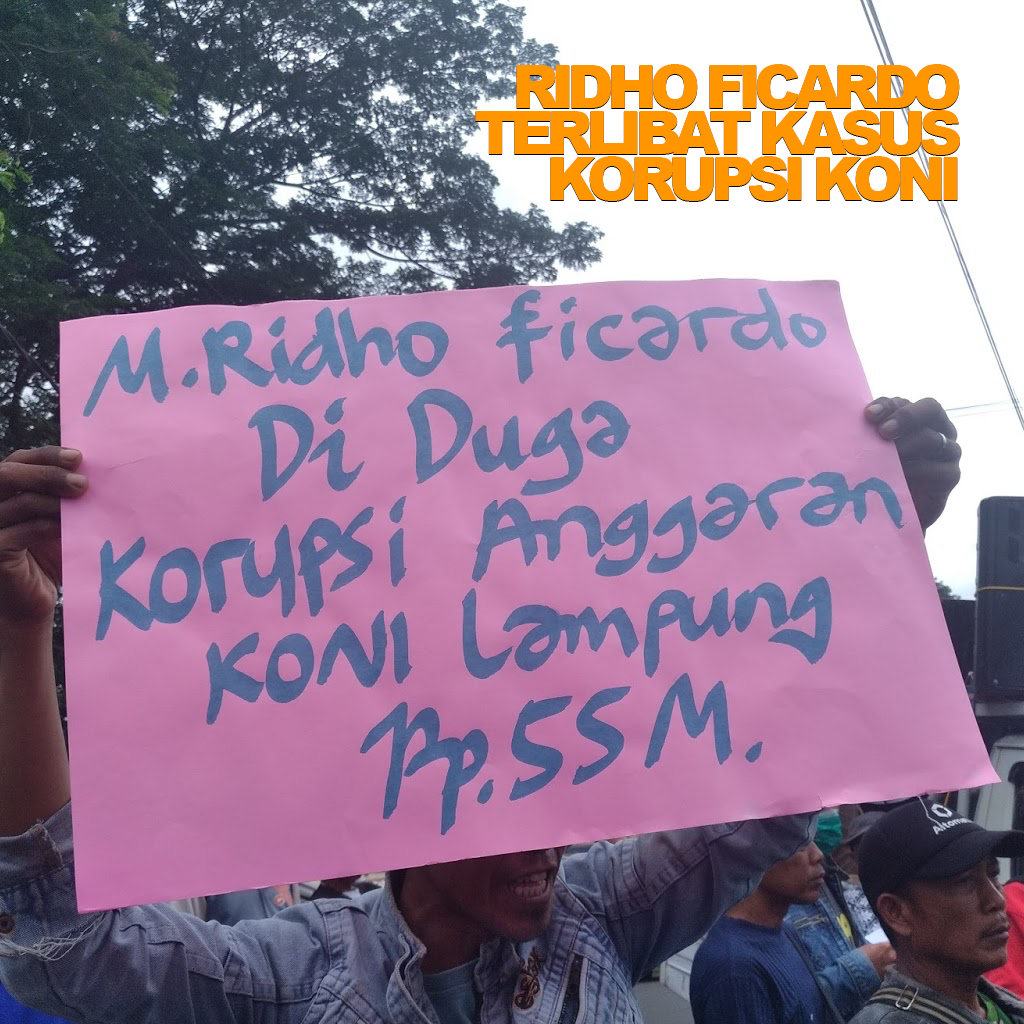 RIDHO FICARDO
TERLIBAT KASUS
KORUPSI KONI
M. Ridho ficardo
Di Duga
Korupsi Anggaran
KONI Lampung
Rp. 55 M.